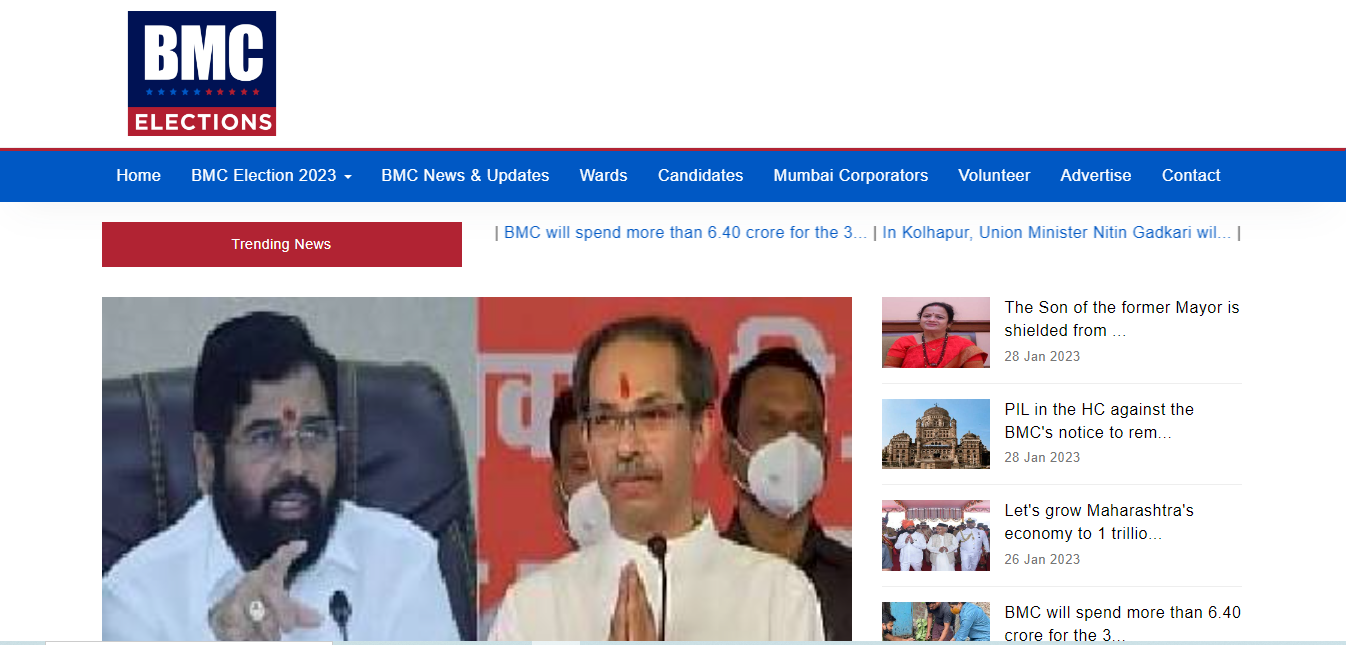 BMC
ELECTIONS
Home BMC Election 2023 BMC News & Updates Wards Candidates Mumbai Corporators Volunteer Advertise Contact
Trending News
| BMC will spend more than 6.40 crore for the 3... | In Kolhapur, Union Minister Nitin Gadkari wil... |
The Son of the former Mayor is
shielded from ...
28 Jan 2023
PIL in the HC against the
BMC's notice to rem...
28 Jan 2023
Let's grow Maharashtra's
economy to 1 trillio...
26 Jan 2023
BMC will spend more than 6.40
crore for the 3...